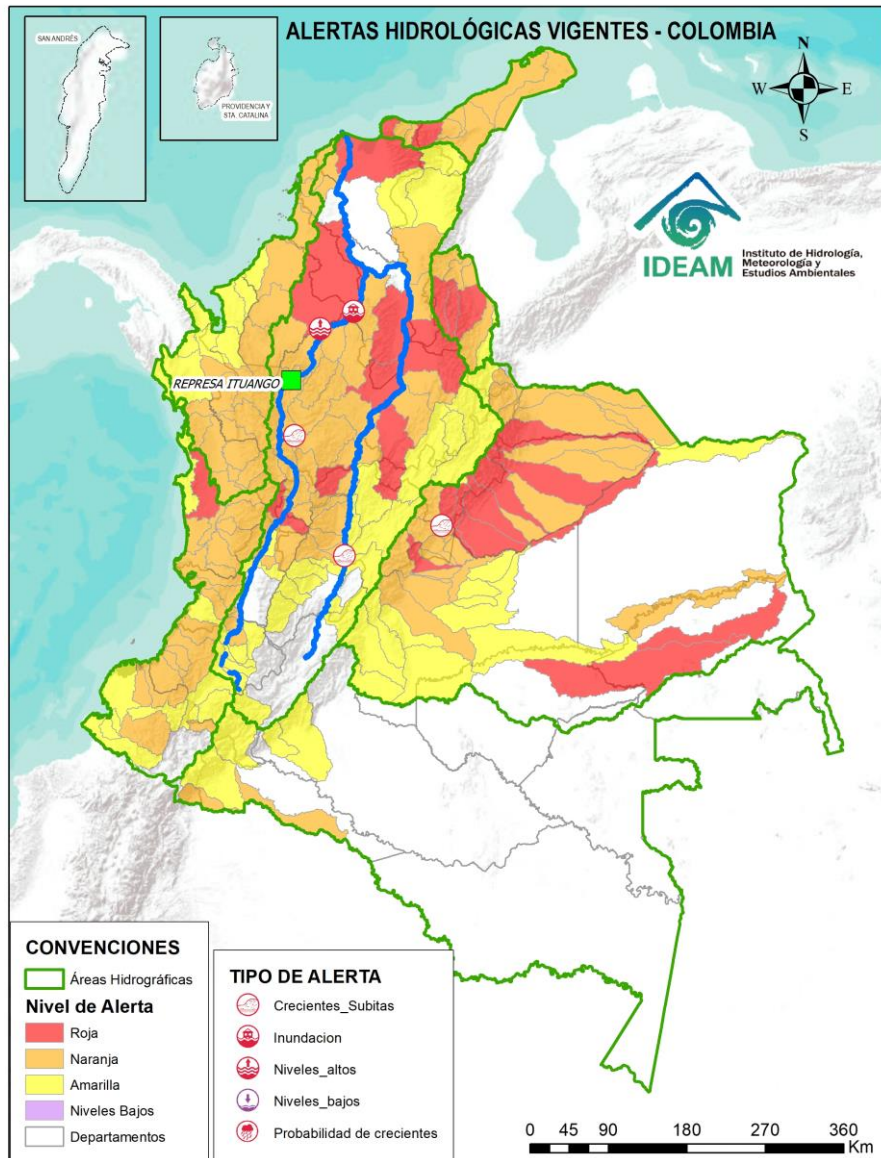 ALERTAS HIDROLÓGICAS VIGENTES - COLOMBIA
SAN ANDRÉS
PROVIDENCIA Y
STA. CATALINA
N
W
E
S
IDEAM
Instituto de Hidrología,
Meteorología y
Estudios Ambientales
REPRESA ITUANGO
CONVENCIONES
Áreas Hidrográficas
Nivel de Alerta
Roja
Naranja
Amarilla
Niveles Bajos
Departamentos
TIPO DE ALERTA
Crecientes_Subitas
Inundacion
Niveles_altos
Niveles_bajos
Probabilidad de crecientes
0 45 90 180 270 360
Km